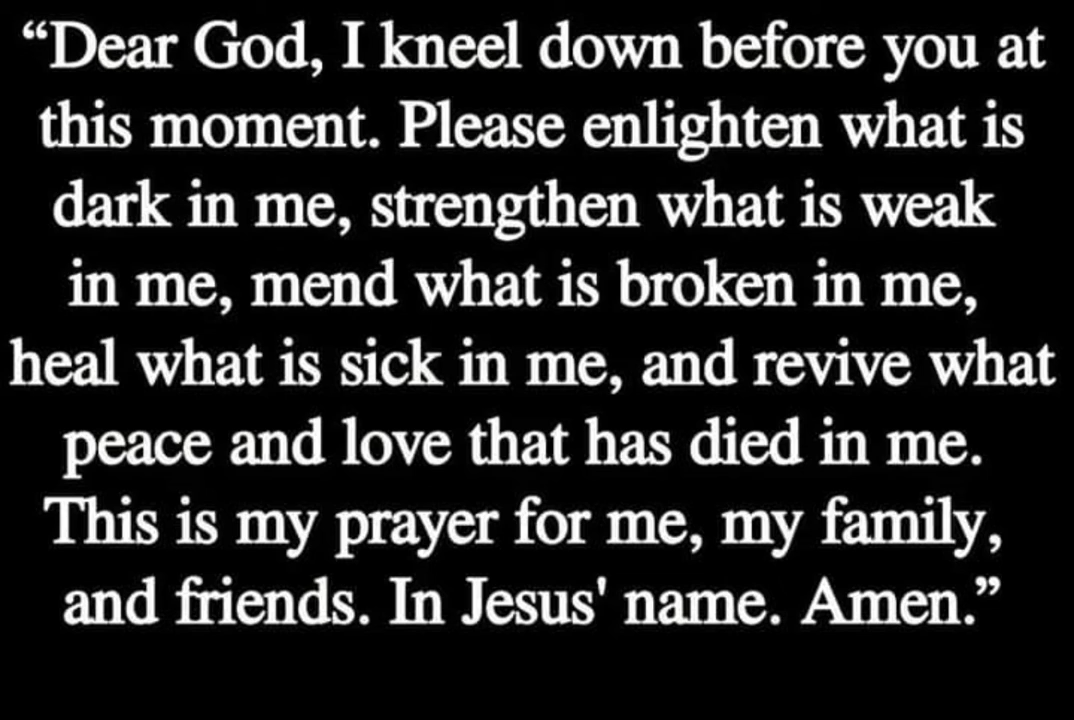 “Dear God, I kneel down before you at
this moment. Please enlighten what is
dark in me, strengthen what is weak
in me, mend what is broken in me,
heal what is sick in me, and revive what
peace and love that has died in me.
This is my prayer for me, my family,
and friends. In Jesus' name. Amen.”